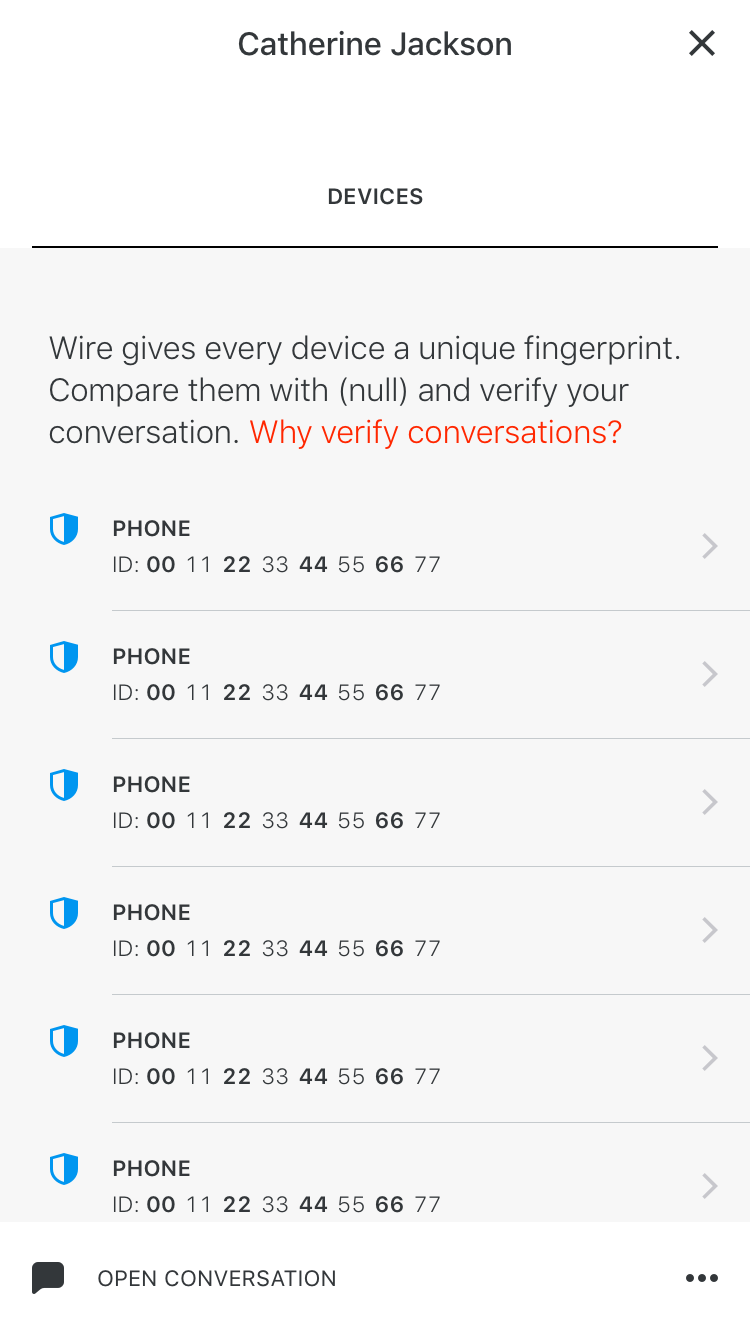 Catherine Jackson
DEVICES
Wire gives every device a unique fingerprint.
Compare them with (null) and verify your
conversation. Why verify conversations?
PHONE
ID: 00 11 22 33 44 55 66 77
PHONE
ID: 00 11 22 33 44 55 66 77
PHONE
ID: 00 11 22 33 44 55 66 77
PHONE
ID: 00 11 22 33 44 55 66 77
PHONE
ID: 00 11 22 33 44 55 66 77
PHONE
ID: 00 11 22 33 44 55 66 77
OPEN CONVERSATION